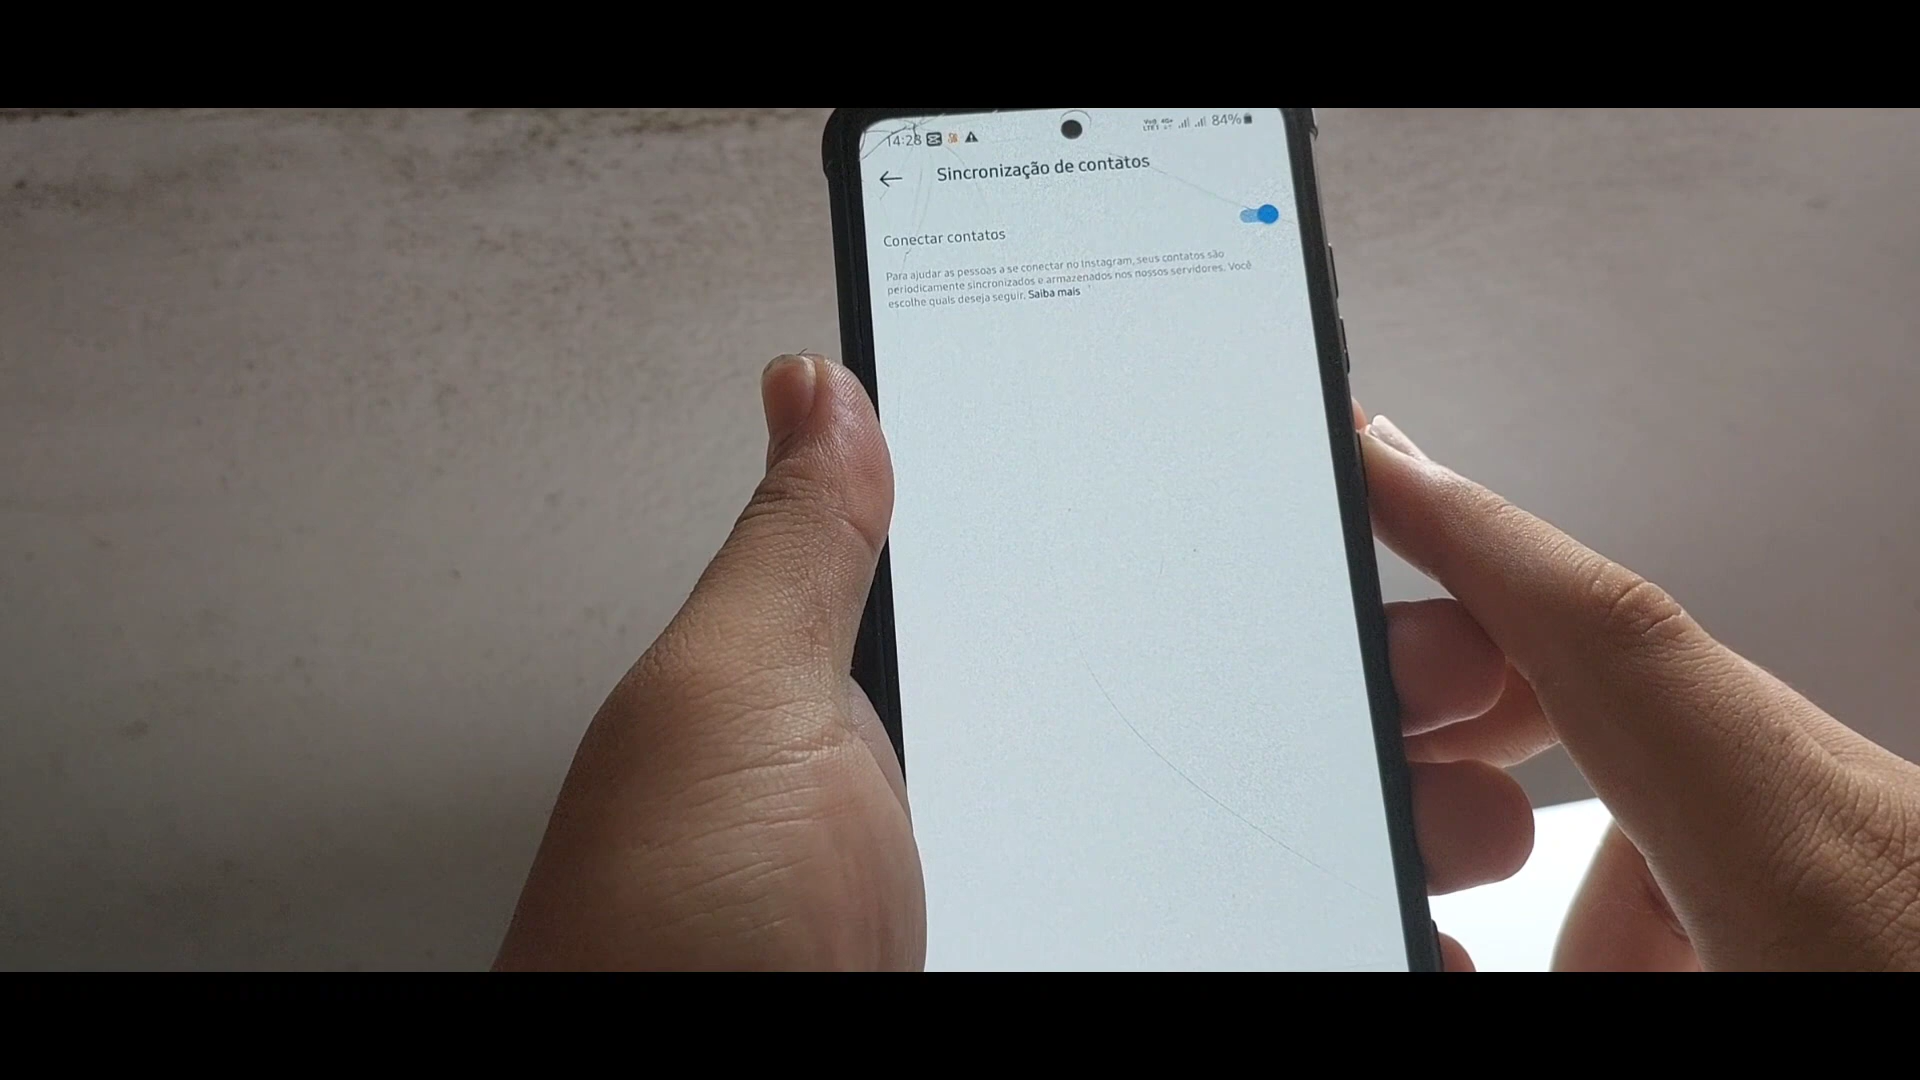 14:28 84%
Sincronização de contatos
Conectar contatos
Para ajudar as pessoas a se conectar no Instagram, seus contatos são
periodicamente sincronizados e armazenados nos nossos servidores. Você
escolhe quais deseja seguir. Saiba mais